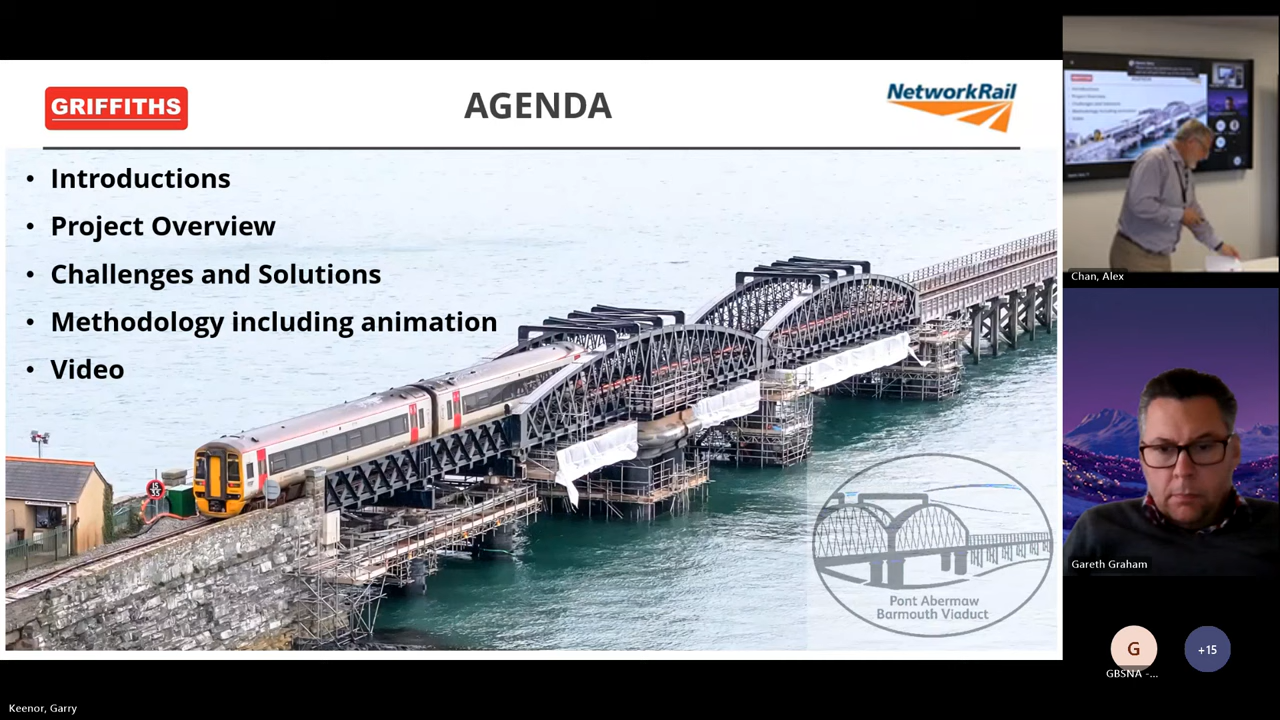 GRIFFITHS
AGENDA
NetworkRail
• Introductions
• Project Overview
• Challenges and Solutions
• Methodology including animation
• Video
Pont Abermaw
Barmouth Viaduct
Chan, Alex
Gareth Graham
G
+15
GBSNA -...
Keenor, Garry